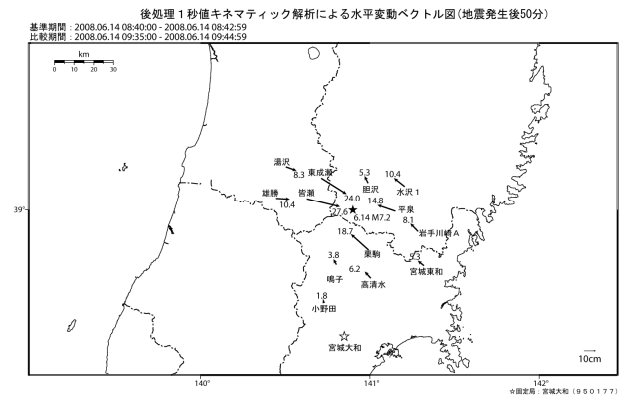 後処理１秒値キネマティック解析による水平変動ベクトル図(地震発生後50分)
基準期間：2008.06.14 08:40:00 - 2008.06.14 08:42:59
比較期間：2008.06.14 09:35:00 - 2008.06.14 09:44:59
km
0 10 20 30
湯沢
8.3
東成瀬
5.3
胆沢
10.4
水沢１
雄勝
10.4
皆瀬
24.0
27.6
14.8
平泉
6.14 M7.2
8.1
岩手川崎Ａ
39°
18.7
栗駒
3.8
鳴子
6.2
高清水
5.3
宮城東和
1.8
小野田
宮城大和
10cm
140°
141°
142°
☆固定局：宮城大和（９５０１７７）